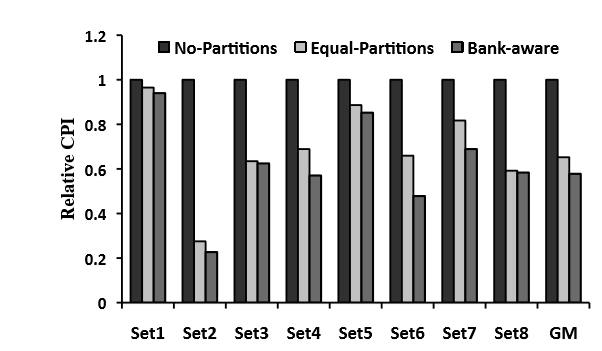 1.2
No-Partitions Equal-Partitions Bank-aware
1
0.8
0.6
0.4
0.2
0
Relative CPI
Set1 Set2 Set3 Set4 Set5 Set6 Set7 Set8 GM